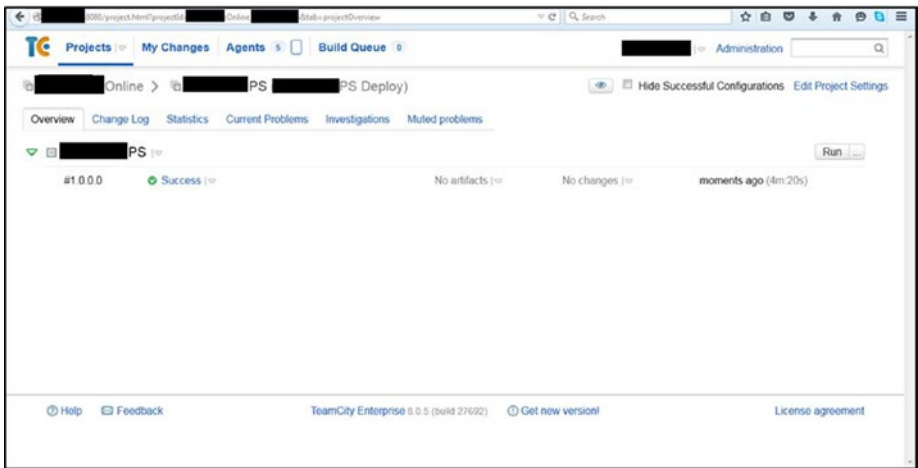 8080/project.html?projectId= Online &tab=projectOverview Search
TC Projects My Changes Agents 5 Build Queue 0 Administration
Online > PS ( PS Deploy) Hide Successful Configurations Edit Project Settings
Overview Change Log Statistics Current Problems Investigations Muted problems
PS Run ...
#1.0.0.0 Success No artifacts No changes moments ago (4m:20s)
Help Feedback TeamCity Enterprise 8.0.5 (build 27692) Get new version! License agreement